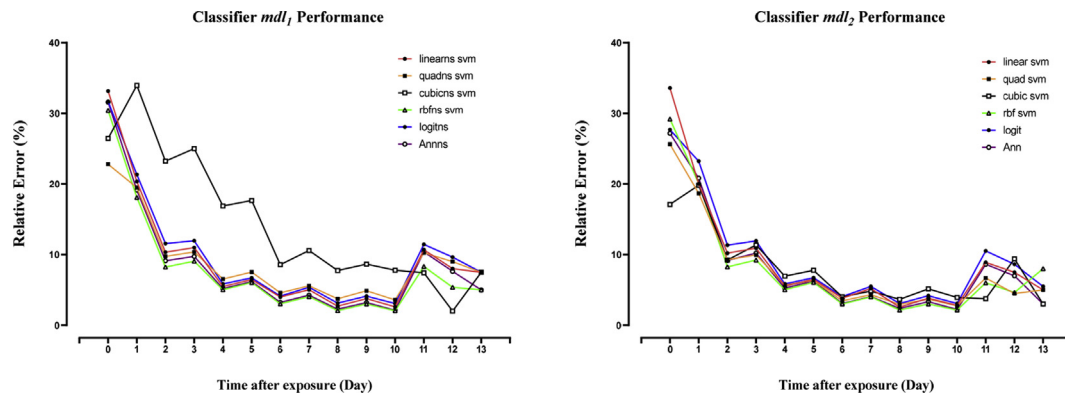 Classifier mdl1 Performance
40
30
20
10
0
Relative Error (%)
linearns svm
quadns svm
cubicns svm
rbfns svm
logitns
Annns
0 1 2 3 4 5 6 7 8 9 10 11 12 13
Time after exposure (Day)
Classifier mdl2 Performance
40
30
20
10
0
Relative Error (%)
linear svm
quad svm
cubic svm
rbf svm
logit
Ann
0 1 2 3 4 5 6 7 8 9 10 11 12 13
Time after exposure (Day)